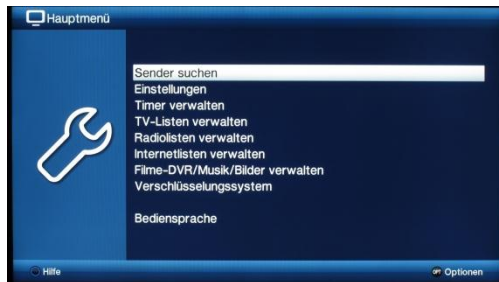 Hauptmenü
Sender suchen
Einstellungen
Timer verwalten
TV-Listen verwalten
Radiolisten verwalten
Internetlisten verwalten
Filme-DVR/Musik/Bilder verwalten
Verschlüsselungssystem
Bediensprache
Hilfe
OPT Optionen